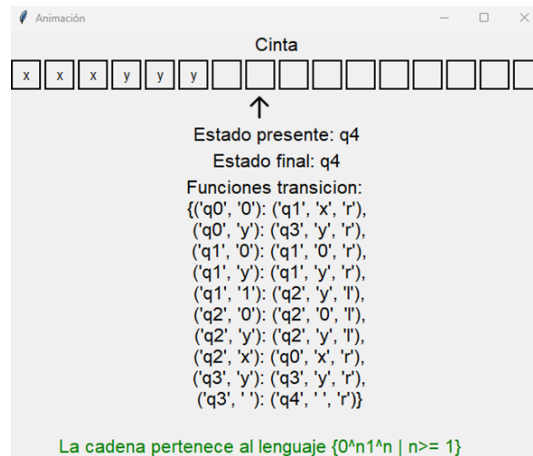 Animación
Cinta
x x x y y y
Estado presente: q4
Estado final: q4
Funciones transicion:
{('q0', '0'): ('q1', 'x', 'r'),
('q0', 'y'): ('q3', 'y', 'r'),
('q1', '0'): ('q1', '0', 'r'),
('q1', 'y'): ('q1', 'y', 'r'),
('q1', '1'): ('q2', 'y', 'l'),
('q2', '0'): ('q2', '0', 'l'),
('q2', 'y'): ('q2', 'y', 'l'),
('q2', 'x'): ('q0', 'x', 'r'),
('q3', 'y'): ('q3', 'y', 'r'),
('q3', ' '): ('q4', ' ', 'r')}
La cadena pertenece al lenguaje {0^n1^n | n>= 1}